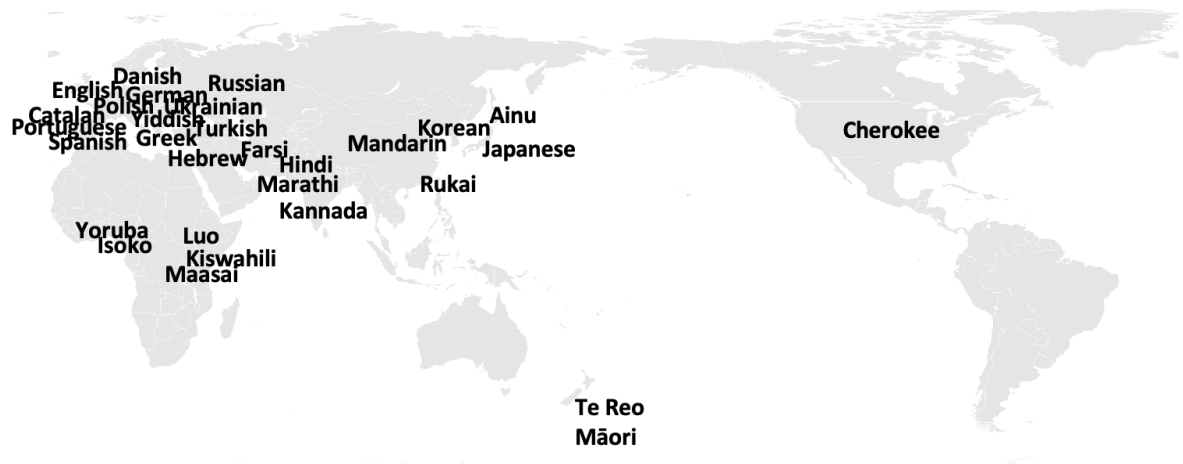 Danish
Russian
English
German
Polish
Ukrainian
Catalan
Yiddish
Portuguese
Turkish
Spanish
Greek
Hebrew
Farsi
Hindi
Marathi
Kannada
Mandarin
Korean
Ainu
Japanese
Rukai
Cherokee
Yoruba
Isoko
Luo
Kiswahili
Maasai
Te Reo
Māori